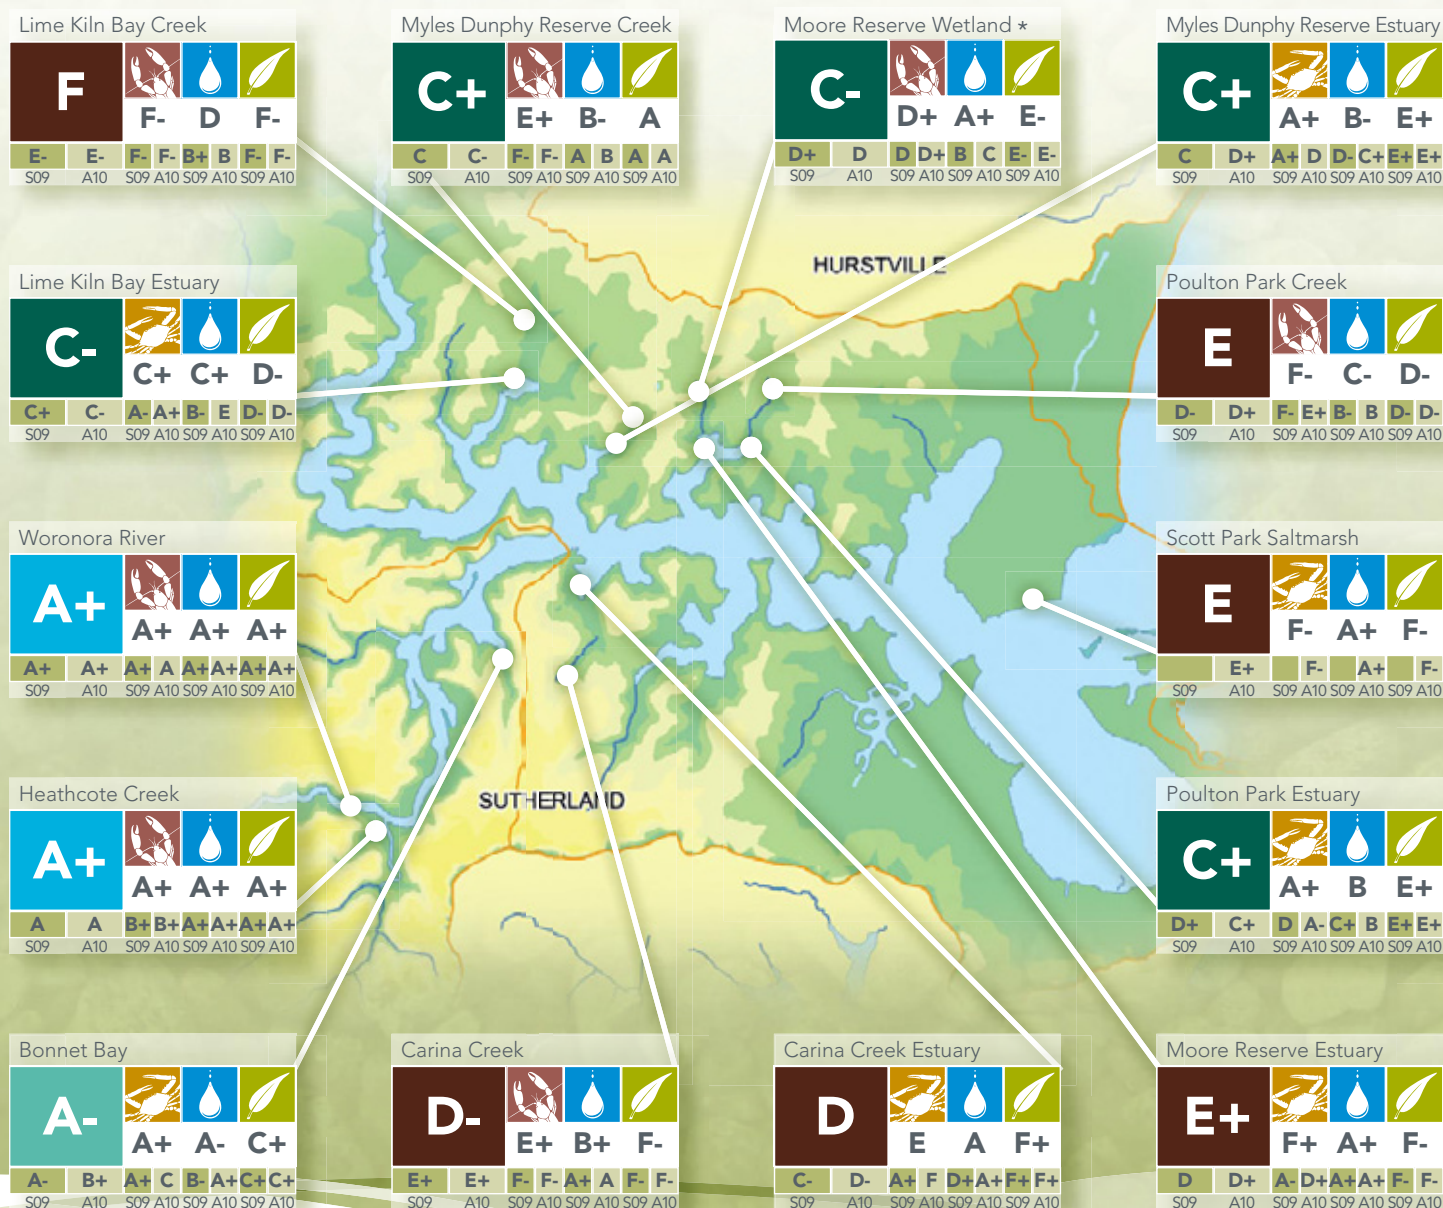 Lime Kiln Bay Creek
F
F- D F-
E- E- F- F- B+ B F- F-
S09 A10 S09 A10 S09 A10 S09 A10
Myles Dunphy Reserve Creek
C+
E+ B- A
C C- F- F- A B A A
S09 A10 S09 A10 S09 A10 S09 A10
Moore Reserve Wetland *
C-
D+ A+ E-
D+ D D D+ B C E- E-
S09 A10 S09 A10 S09 A10 S09 A10
Myles Dunphy Reserve Estuary
C+
A+ B- E+
C D+ A+ D D- C+ E+ E+
S09 A10 S09 A10 S09 A10 S09 A10
HURSTVILLE
Lime Kiln Bay Estuary
C-
C+ C+ D-
C+ C- A- A+ B- E D- D-
S09 A10 S09 A10 S09 A10 S09 A10
Poulton Park Creek
E
F- C- D-
D- D+ F- E+ B- B D- D-
S09 A10 S09 A10 S09 A10 S09 A10
Woronora River
A+
A+ A+ A+
A+ A+ A+ A A+ A+ A+ A+
S09 A10 S09 A10 S09 A10 S09 A10
Scott Park Saltmarsh
E
F- A+ F-
E+ F- A+ F-
S09 A10 S09 A10 S09 A10 S09 A10
Heathcote Creek
A+
A+ A+ A+
A A B+ B+ A+ A+ A+ A+
S09 A10 S09 A10 S09 A10 S09 A10
SUTHERLAND
Poulton Park Estuary
C+
A+ B E+
D+ C+ D A- C+ B E+ E+
S09 A10 S09 A10 S09 A10 S09 A10
Bonnet Bay
A-
A+ A- C+
A- B+ A+ C B- A+ C+ C+
S09 A10 S09 A10 S09 A10 S09 A10
Carina Creek
D-
E+ B+ F-
E+ E+ F- F- A+ A F- F-
S09 A10 S09 A10 S09 A10 S09 A10
Carina Creek Estuary
D
E A F+
C- D- A+ F D+ A+ F+ F+
S09 A10 S09 A10 S09 A10 S09 A10
Moore Reserve Estuary
E+
F+ A+ F-
D D+ A- D+ A+ A+ F- F-
S09 A10 S09 A10 S09 A10 S09 A10